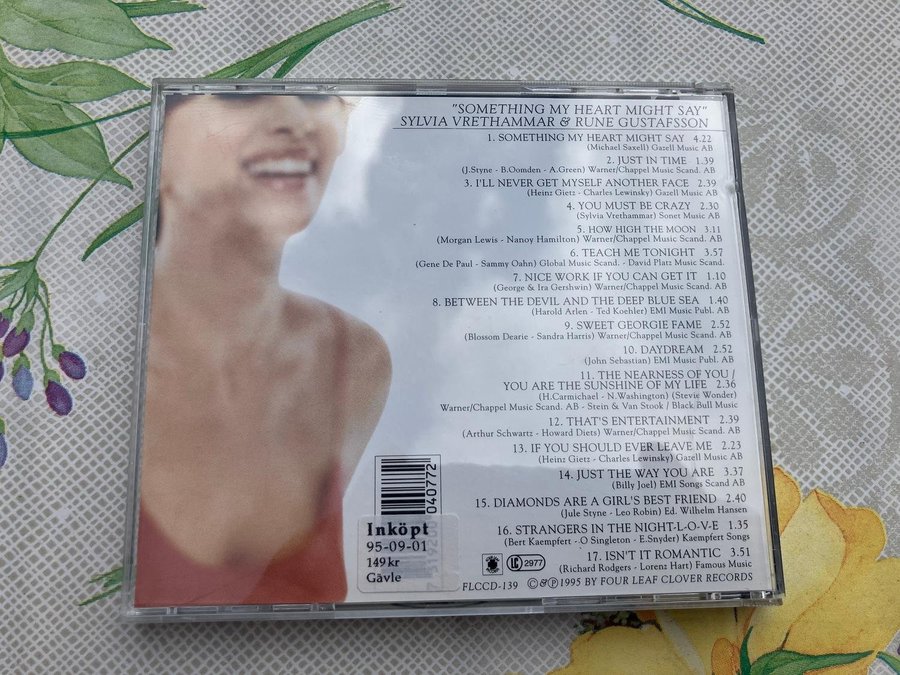 "SOMETHING MY HEART MIGHT SAY"
SYLVIA VRETHAMMAR & RUNE GUSTAFSSON
1. SOMETHING MY HEART MIGHT SAY 4.22
(Michael Saxell) Gazell Music AB
2. JUST IN TIME 1.39
(J.Styne - B.Oomden - A.Green) Warner/Chappel Music Scand. AB
3. I'LL NEVER GET MYSELF ANOTHER FACE 2.39
(Heinz Gietz - Charles Lewinsky) Gazell Music AB
4. YOU MUST BE CRAZY 2.30
(Sylvia Vrethammar) Sonet Music AB
5. HOW HIGH THE MOON 3.11
(Morgan Lewis - Nanoy Hamilton) Warner/Chappel Music Scand. AB
6. TEACH ME TONIGHT 3.57
(Gene De Paul - Sammy Oahn) Global Music Scand. - David Platz Music Scand.
7. NICE WORK IF YOU CAN GET IT 1.10
(George & Ira Gershwin) Warner/Chappel Music Scand. AB
8. BETWEEN THE DEVIL AND THE DEEP BLUE SEA 1.40
(Harold Arlen - Ted Koehler) EMI Music Publ. AB
9. SWEET GEORGIE FAME 2.52
(Blossom Dearie - Sandra Harris) Warner/Chappel Music Scand. AB
10. DAYDREAM 2.52
(John Sebastian) EMI Music Publ. AB
11. THE NEARNESS OF YOU /
YOU ARE THE SUNSHINE OF MY LIFE 2.36
(H.Carmichael - N.Washington) (Stevie Wonder)
Warner/Chappel Music Scand. AB - Stein & Van Stook / Black Bull Music
12. THAT'S ENTERTAINMENT 2.39
(Arthur Schwartz - Howard Diets) Warner/Chappel Music Scand. AB
13. IF YOU SHOULD EVER LEAVE ME 2.23
(Heinz Gietz - Charles Lewinsky) Gazell Music AB
14. JUST THE WAY YOU ARE 3.37
(Billy Joel) EMI Songs Scand AB
15. DIAMONDS ARE A GIRL'S BEST FRIEND 2.40
(Jule Styne - Leo Robin) Ed. Wilhelm Hansen
16. STRANGERS IN THE NIGHT-L-O-V-E 1.35
(Bert Kaempfert - O Singleton - E.Snyder) Kaempfert Songs
17. ISN'T IT ROMANTIC 3.51
(Richard Rodgers - Lorenz Hart) Famous Music
LC 2977
FLCCD-139 ©&℗1995 BY FOUR LEAF CLOVER RECORDS
040772
Inköpt
95-09-01
149kr
Gävle